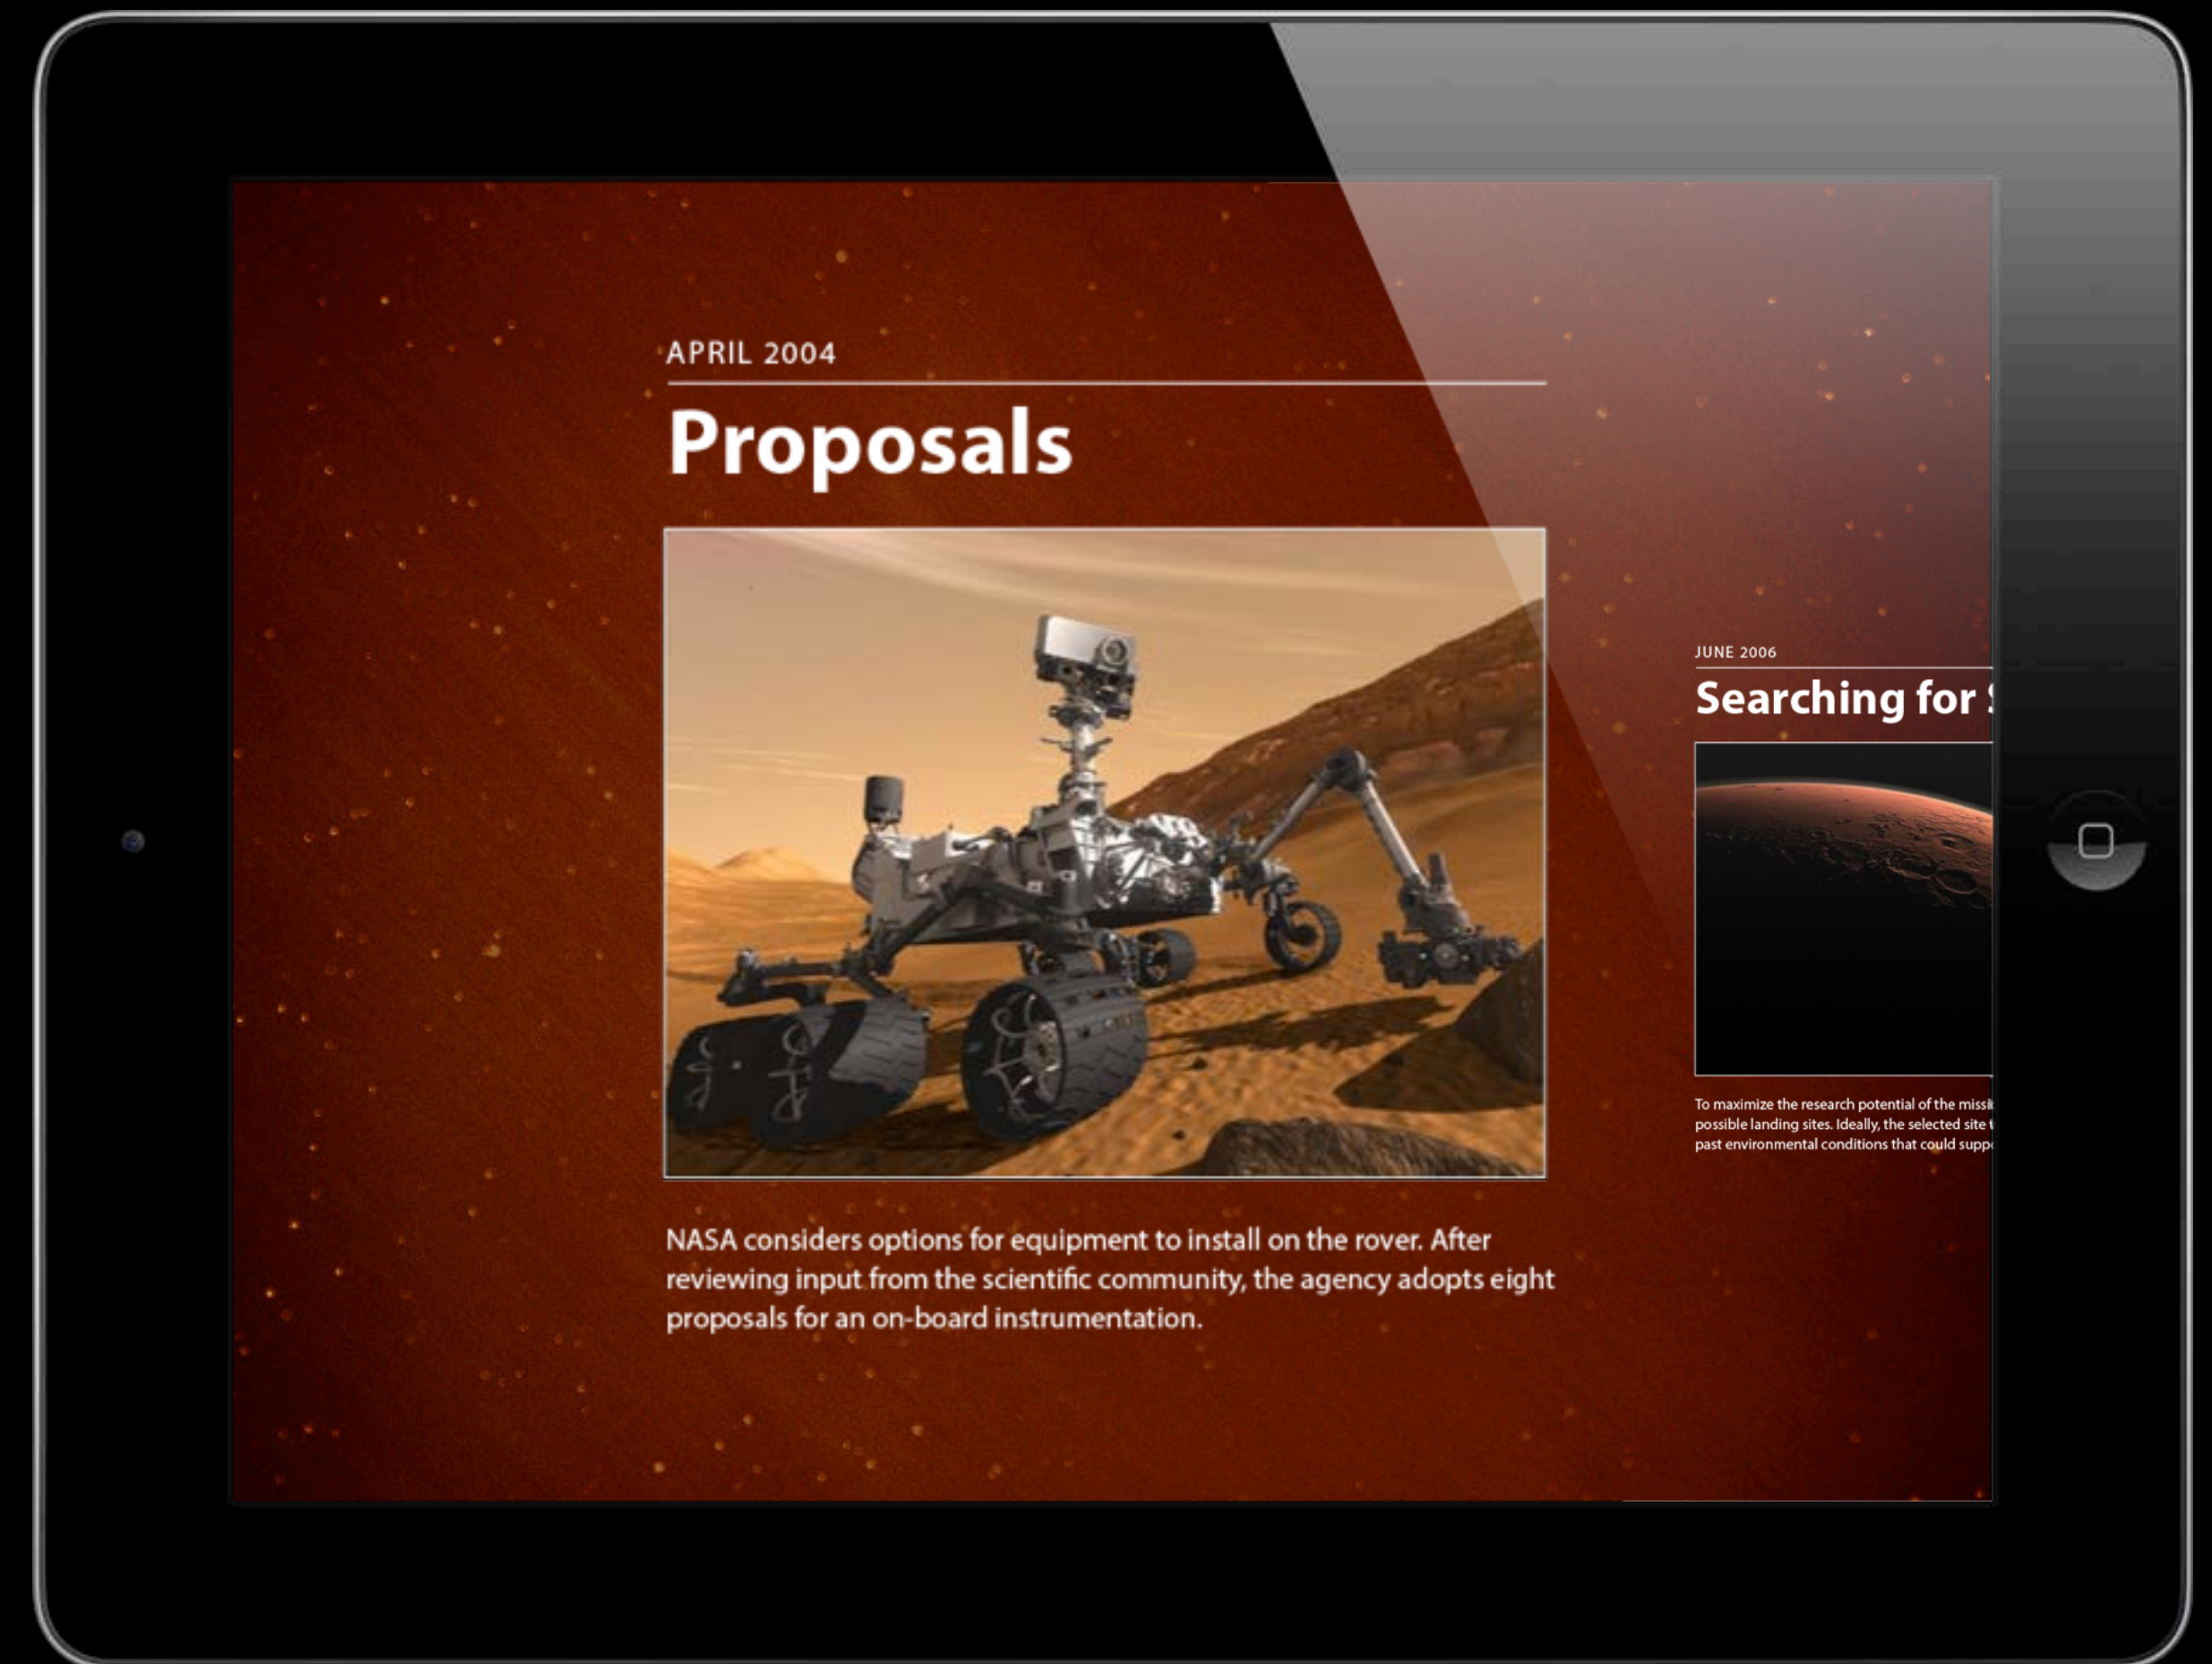 APRIL 2004
Proposals
NASA considers options for equipment to install on the rover. After
reviewing input from the scientific community, the agency adopts eight
proposals for an on-board instrumentation.
JUNE 2006
Searching for
To maximize the research potential of the
possible landing sites. Ideally, the selected site
past environmental conditions that could